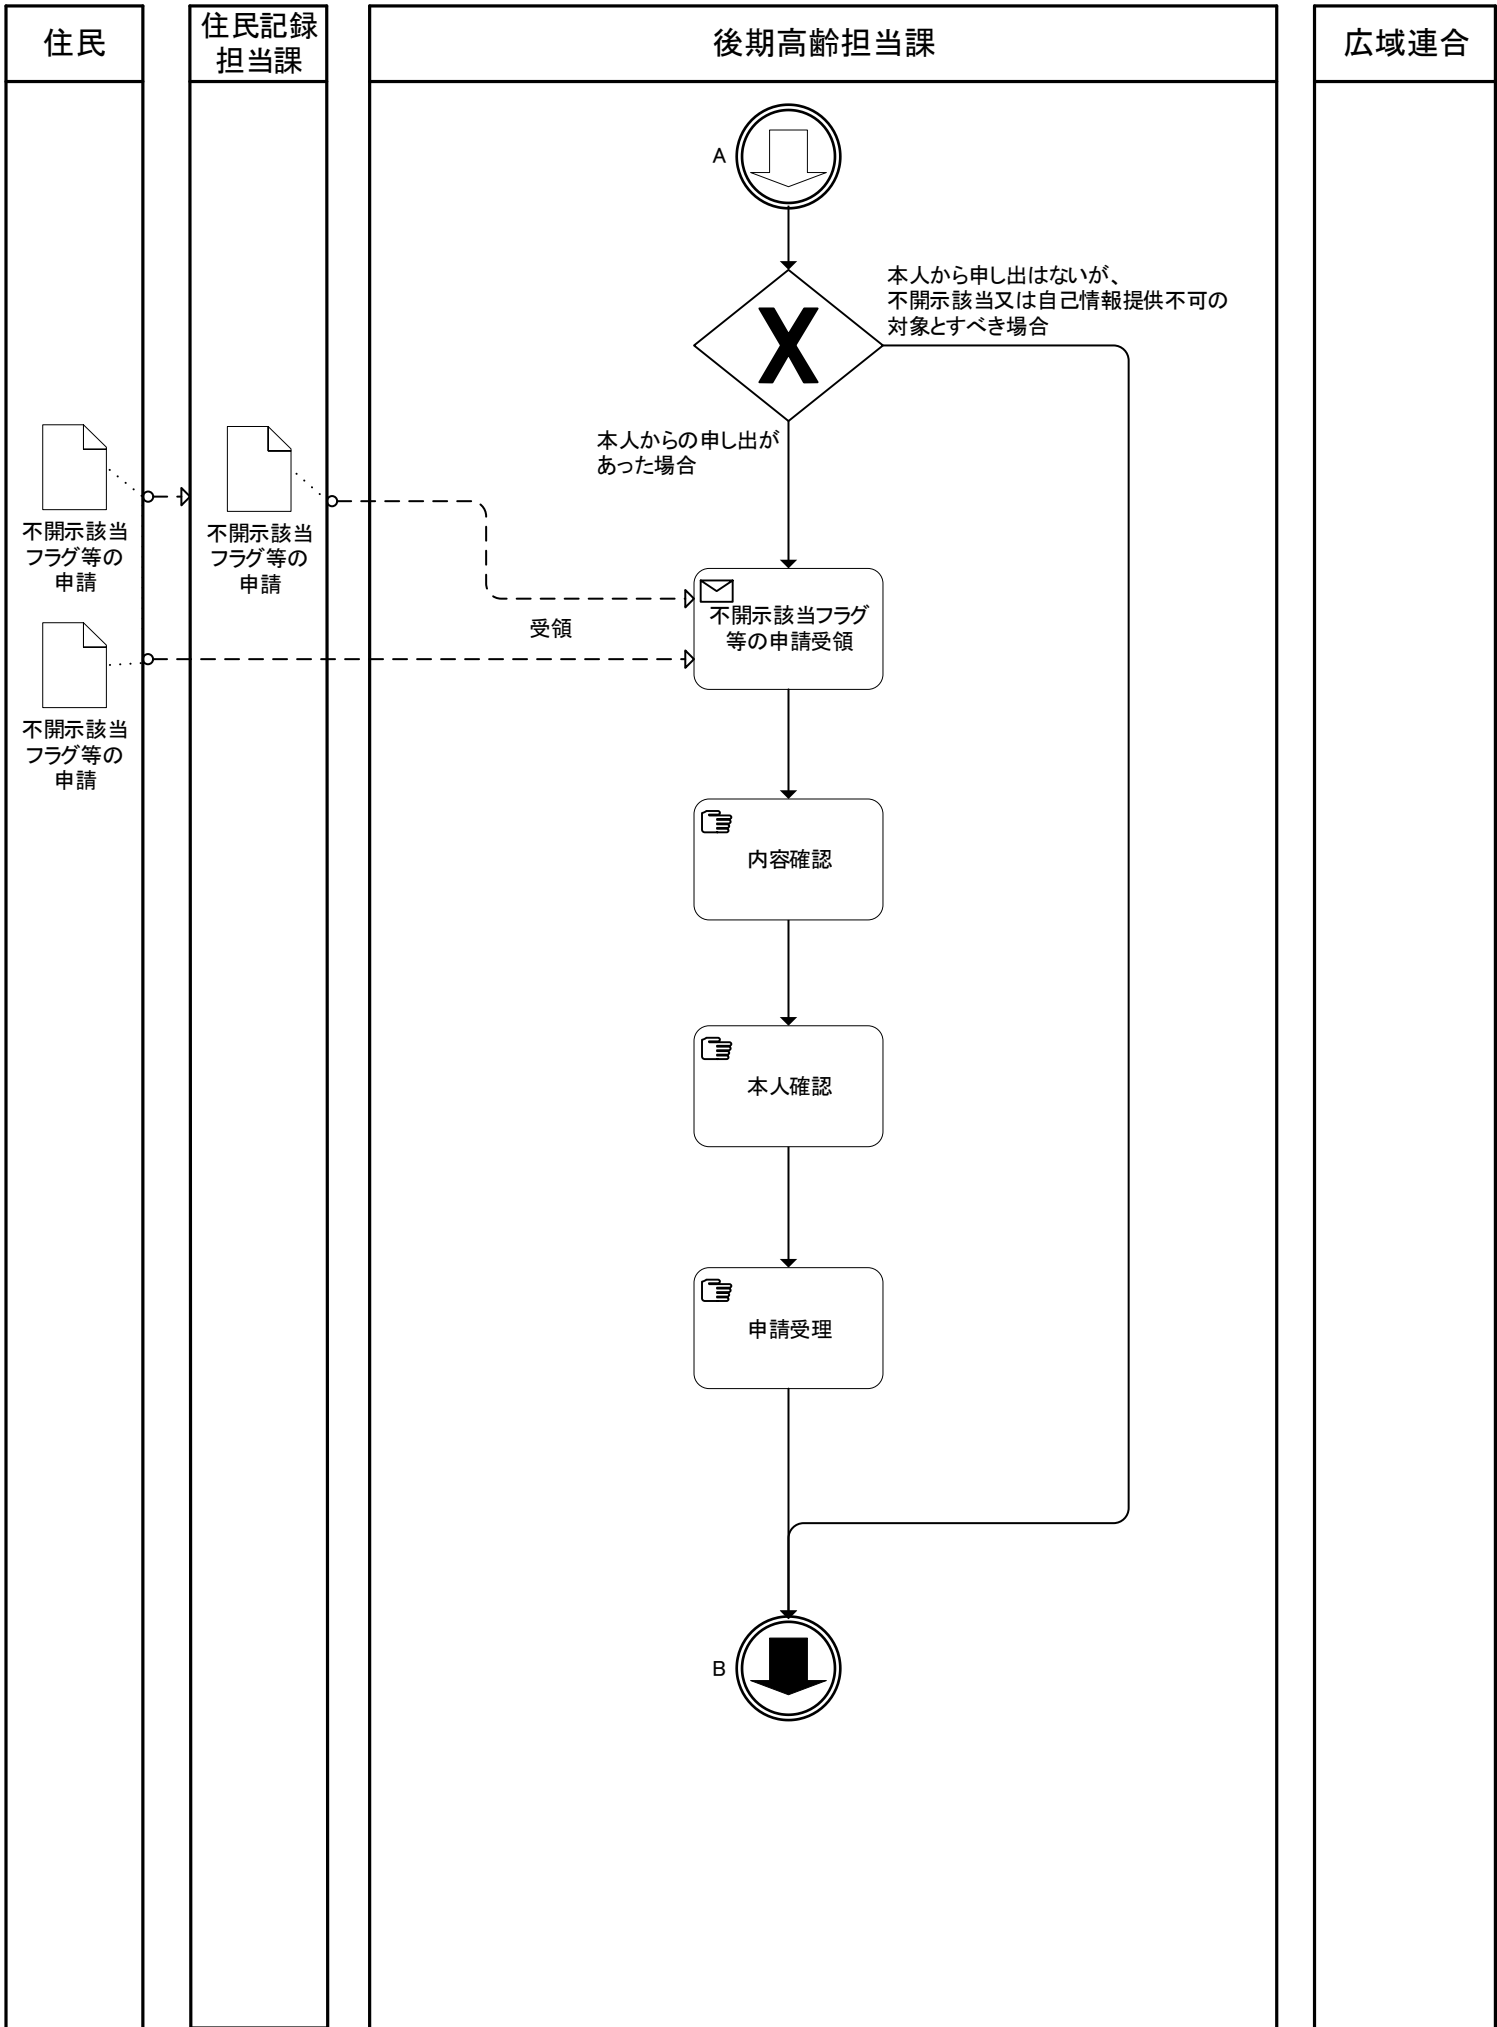 住民
住民記録
担当課
後期高齢担当課
広域連合
A
本人から申し出はないが、
不開示該当又は自己情報提供不可の
対象とすべき場合
本人からの申し出が
あった場合
不開示該当
フラグ等の
申請
不開示該当
フラグ等の
申請
不開示該当フラグ
等の申請受領
受領
不開示該当
フラグ等の
申請
内容確認
本人確認
申請受理
B